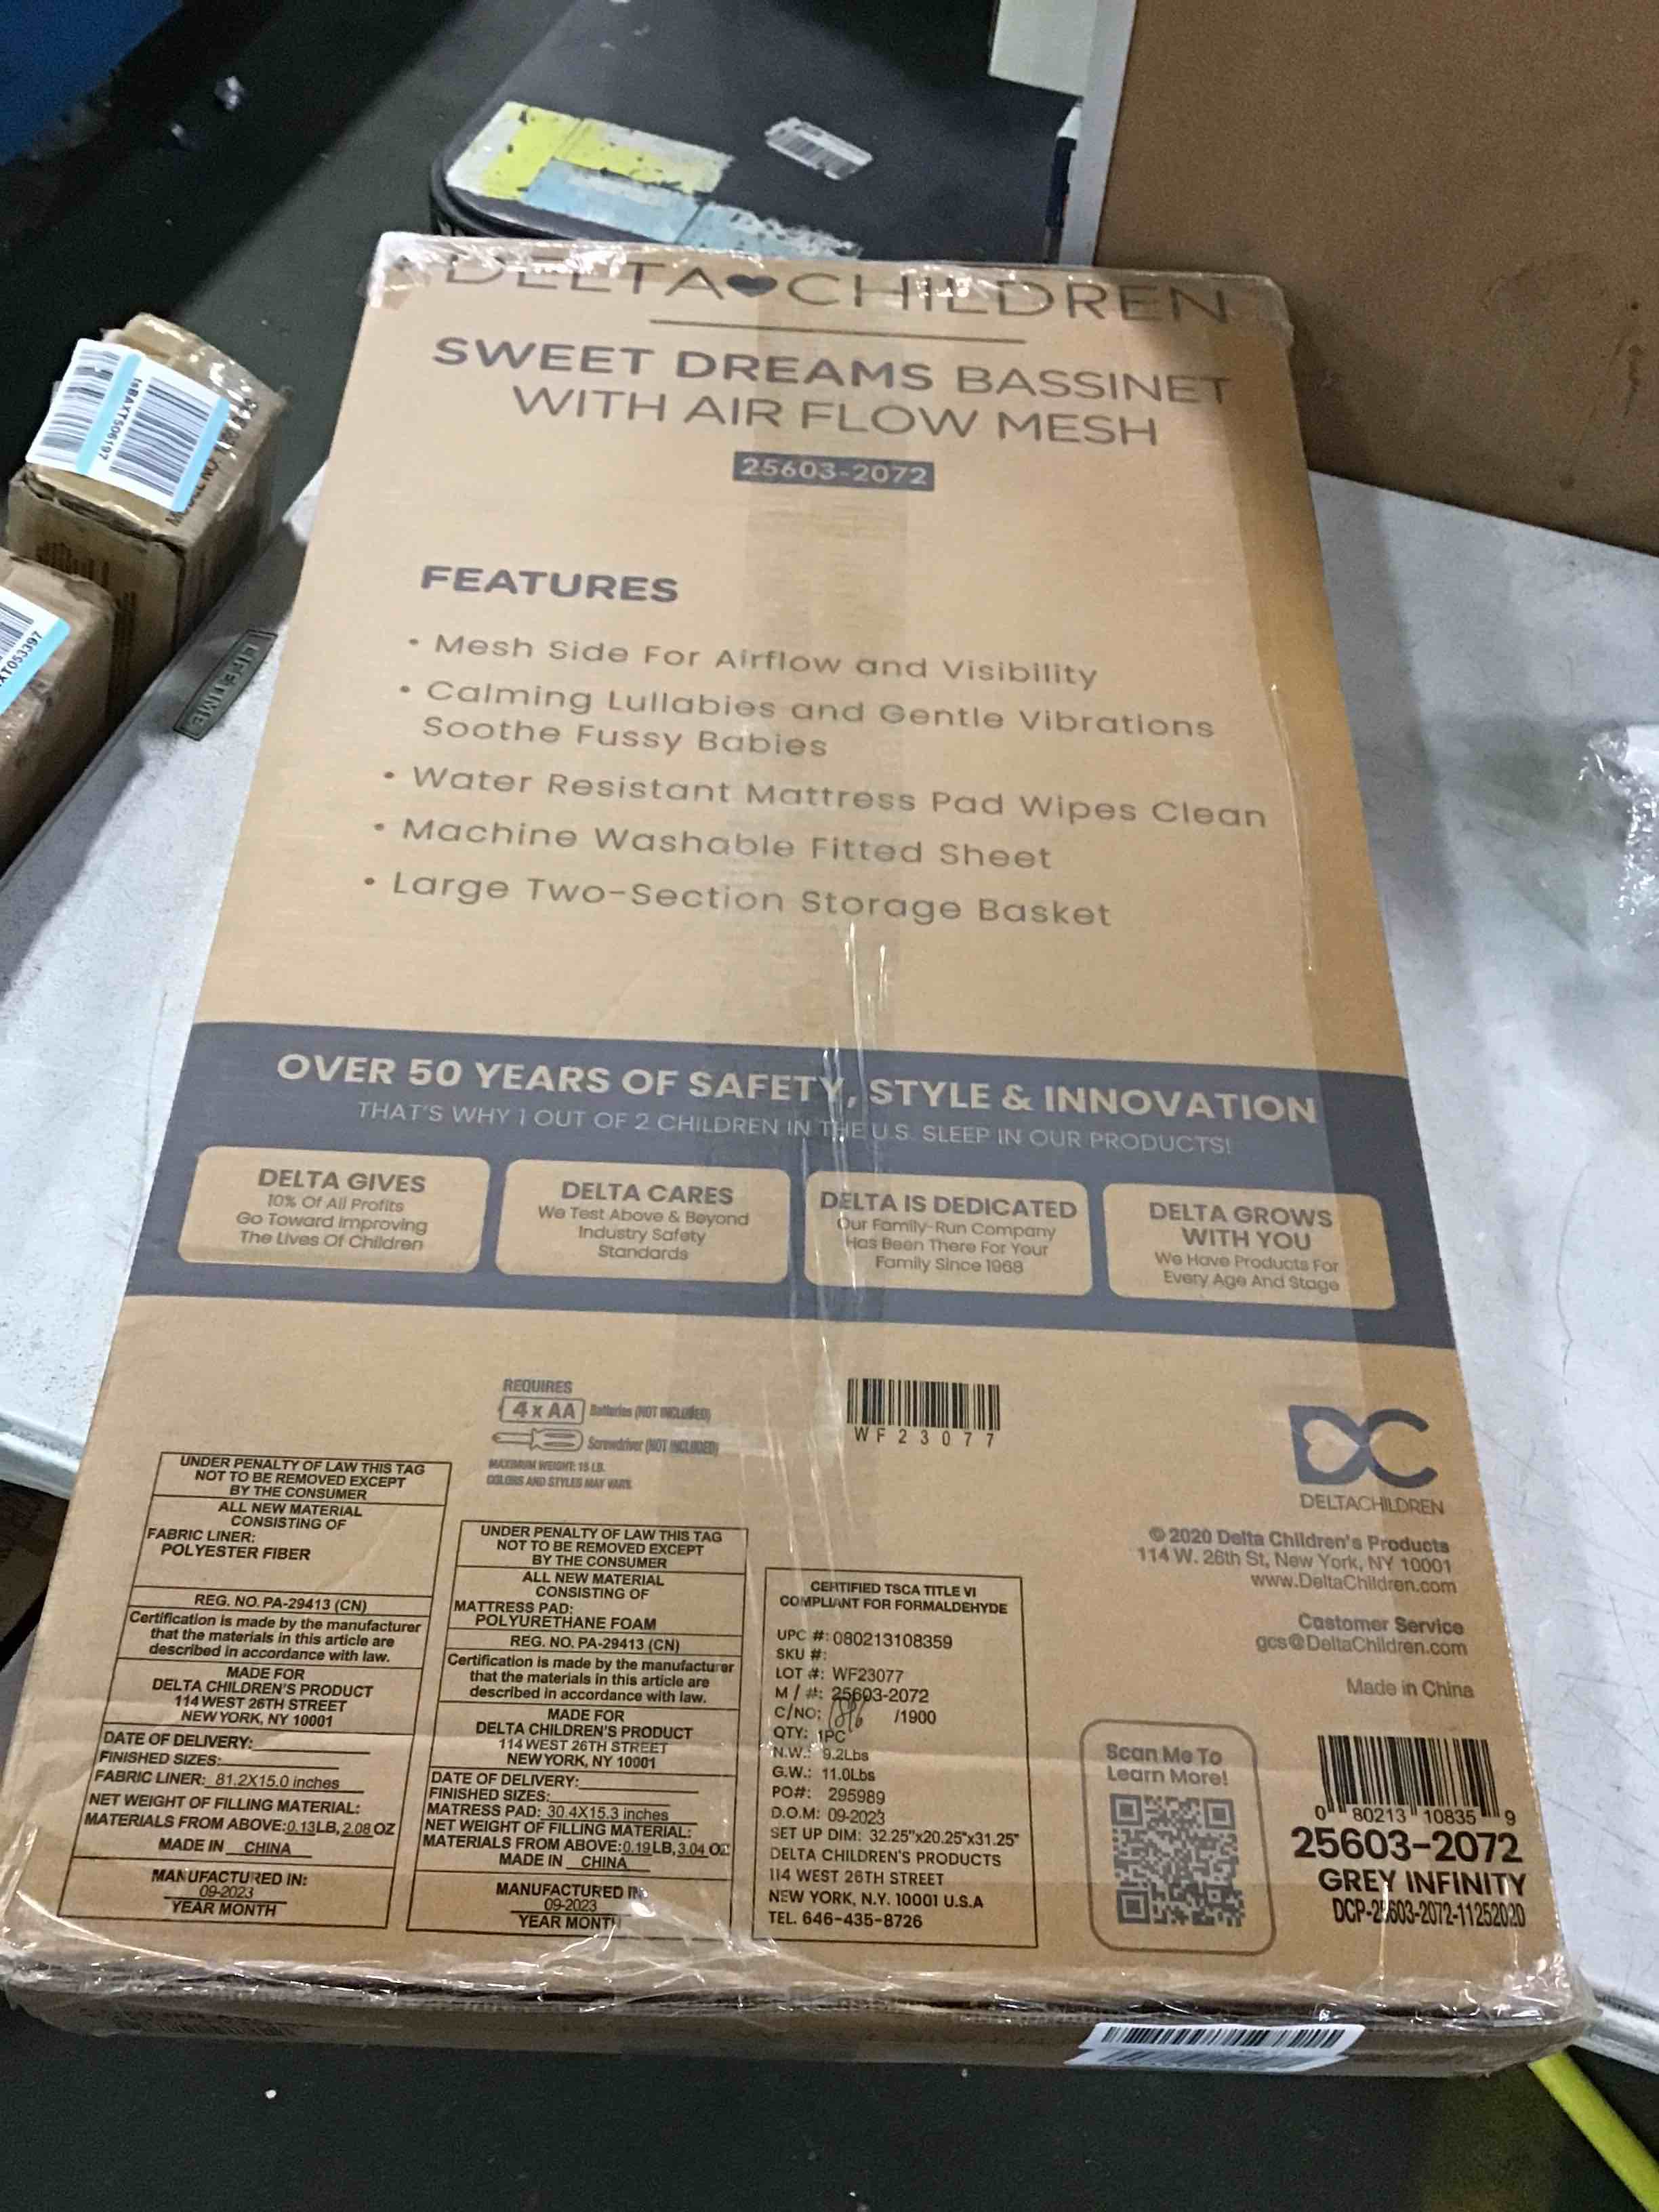 DELTA CHILDREN
SWEET DREAMS BASSINET
WITH AIR FLOW MESH
25603-2072
FEATURES
• Mesh Side For Airflow and Visibility
• Calming Lullabies and Gentle Vibrations
Soothe Fussy Babies
• Water Resistant Mattress Pad Wipes Clean
• Machine Washable Fitted Sheet
• Large Two-Section Storage Basket
OVER 50 YEARS OF SAFETY, STYLE & INNOVATION
THAT'S WHY 1 OUT OF 2 CHILDREN IN THE U.S. SLEEP IN OUR PRODUCTS!
DELTA GIVES
10% Of All Profits
Go Toward Improving
The Lives Of Children
DELTA CARES
We Test Above & Beyond
Industry Safety
Standards
DELTA IS DEDICATED
Our Family-Run Company
Has Been There For Your
Family Since 1968
DELTA GROWS
WITH YOU
We Have Products For
Every Age And Stage
REQUIRES
4 x AA Batteries (NOT INCLUDED)
Screwdriver (NOT INCLUDED)
MAXIMUM WEIGHT: 15 LB.
COLORS AND STYLES MAY VARY.
WF23077
DC
DELTACHILDREN
© 2020 Delta Children's Products
114 W. 26th St, New York, NY 10001
www.DeltaChildren.com
Customer Service
gcs@DeltaChildren.com
Made in China
UNDER PENALTY OF LAW THIS TAG
NOT TO BE REMOVED EXCEPT
BY THE CONSUMER
ALL NEW MATERIAL
CONSISTING OF
FABRIC LINER:
POLYESTER FIBER
REG. NO. PA-29413 (CN)
Certification is made by the manufacturer
that the materials in this article are
described in accordance with law.
MADE FOR
DELTA CHILDREN'S PRODUCT
114 WEST 26TH STREET
NEW YORK, NY 10001
DATE OF DELIVERY:
FINISHED SIZES:
FABRIC LINER: 81.2X15.0 inches
NET WEIGHT OF FILLING MATERIAL:
MATERIALS FROM ABOVE:0.13LB,2.08 OZ
MADE IN CHINA
MANUFACTURED IN:
09-2023
YEAR MONTH
UNDER PENALTY OF LAW THIS TAG
NOT TO BE REMOVED EXCEPT
BY THE CONSUMER
ALL NEW MATERIAL
CONSISTING OF
MATTRESS PAD:
POLYURETHANE FOAM
REG. NO. PA-29413 (CN)
Certification is made by the manufacturer
that the materials in this article are
described in accordance with law.
MADE FOR
DELTA CHILDREN'S PRODUCT
114 WEST 26TH STREET
NEW YORK, NY 10001
DATE OF DELIVERY:
FINISHED SIZES:
MATRESS PAD: 30.4X15.3 inches
NET WEIGHT OF FILLING MATERIAL:
MATERIALS FROM ABOVE:0.19LB,3.04 OZ
MADE IN CHINA
MANUFACTURED IN
09-2023
YEAR MONTH
CERTIFIED TSCA TITLE VI
COMPLIANT FOR FORMALDEHYDE
UPC #: 080213108359
SKU #:
LOT #: WF23077
M / #: 25603-2072
C/NO: /1900
QTY: 1PC
N.W.: 9.2Lbs
G.W.: 11.0Lbs
PO#: 295989
D.O.M: 09-2023
SET UP DIM: 32.25"x20.25"x31.25"
DELTA CHILDREN'S PRODUCTS
114 WEST 26TH STREET
NEW YORK, N.Y. 10001 U.S.A
TEL. 646-435-8726
Scan Me To
Learn More!
0 80213 10835 9
25603-2072
GREY INFINITY
DCP-25603-2072-11252020
LIFETIME